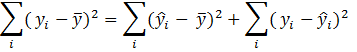 ∑ᵢ(yᵢ − ȳ)² = ∑ᵢ(ŷᵢ − ȳ)² + ∑ᵢ(yᵢ − ŷᵢ)²